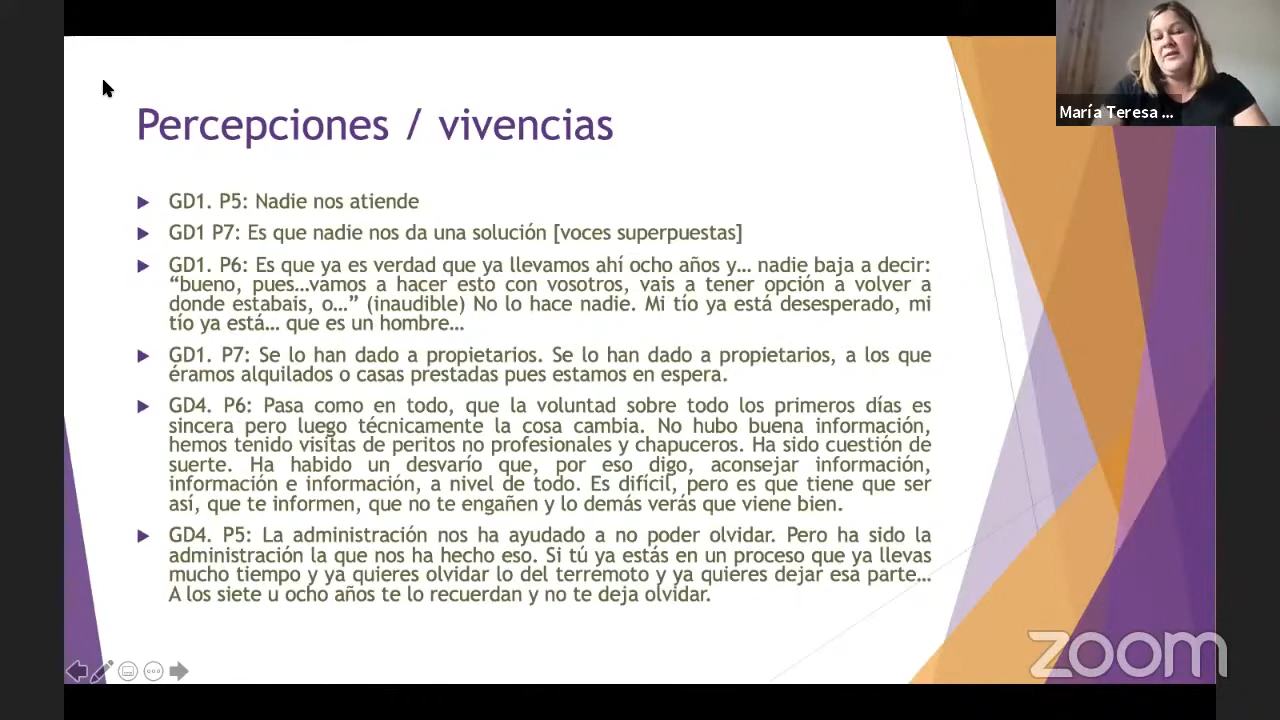 María Teresa ...
Percepciones / vivencias
GD1. P5: Nadie nos atiende
GD1 P7: Es que nadie nos da una solución [voces superpuestas]
GD1. P6: Es que ya es verdad que ya llevamos ahí ocho años y… nadie baja a decir:
“bueno, pues…vamos a hacer esto con vosotros, vais a tener opción a volver a
donde estabais, o…” (inaudible) No lo hace nadie. Mi tío ya está desesperado, mi
tío ya está… que es un hombre…
GD1. P7: Se lo han dado a propietarios. Se lo han dado a propietarios, a los que
éramos alquilados o casas prestadas pues estamos en espera.
GD4. P6: Pasa como en todo, que la voluntad sobre todo los primeros días es
sincera pero luego técnicamente la cosa cambia. No hubo buena información,
hemos tenido visitas de peritos no profesionales y chapuceros. Ha sido cuestión de
suerte. Ha habido un desvarío que, por eso digo, aconsejar información,
información e información, a nivel de todo. Es difícil, pero es que tiene que ser
así, que te informen, que no te engañen y lo demás verás que viene bien.
GD4. P5: La administración nos ha ayudado a no poder olvidar. Pero ha sido la
administración la que nos ha hecho eso. Si tú ya estás en un proceso que ya llevas
mucho tiempo y ya quieres olvidar lo del terremoto y ya quieres dejar esa parte…
A los siete u ocho años te lo recuerdan y no te deja olvidar.
zoom